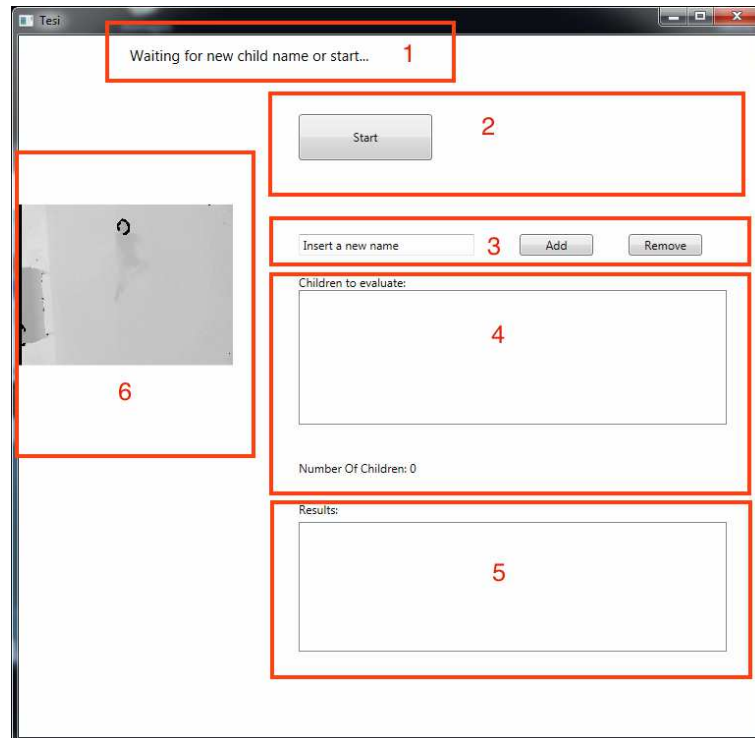 Tesi
Waiting for new child name or start... 1
Start 2
Insert a new name 3 Add Remove
Children to evaluate:
4
6
Number Of Children: 0
Results:
5